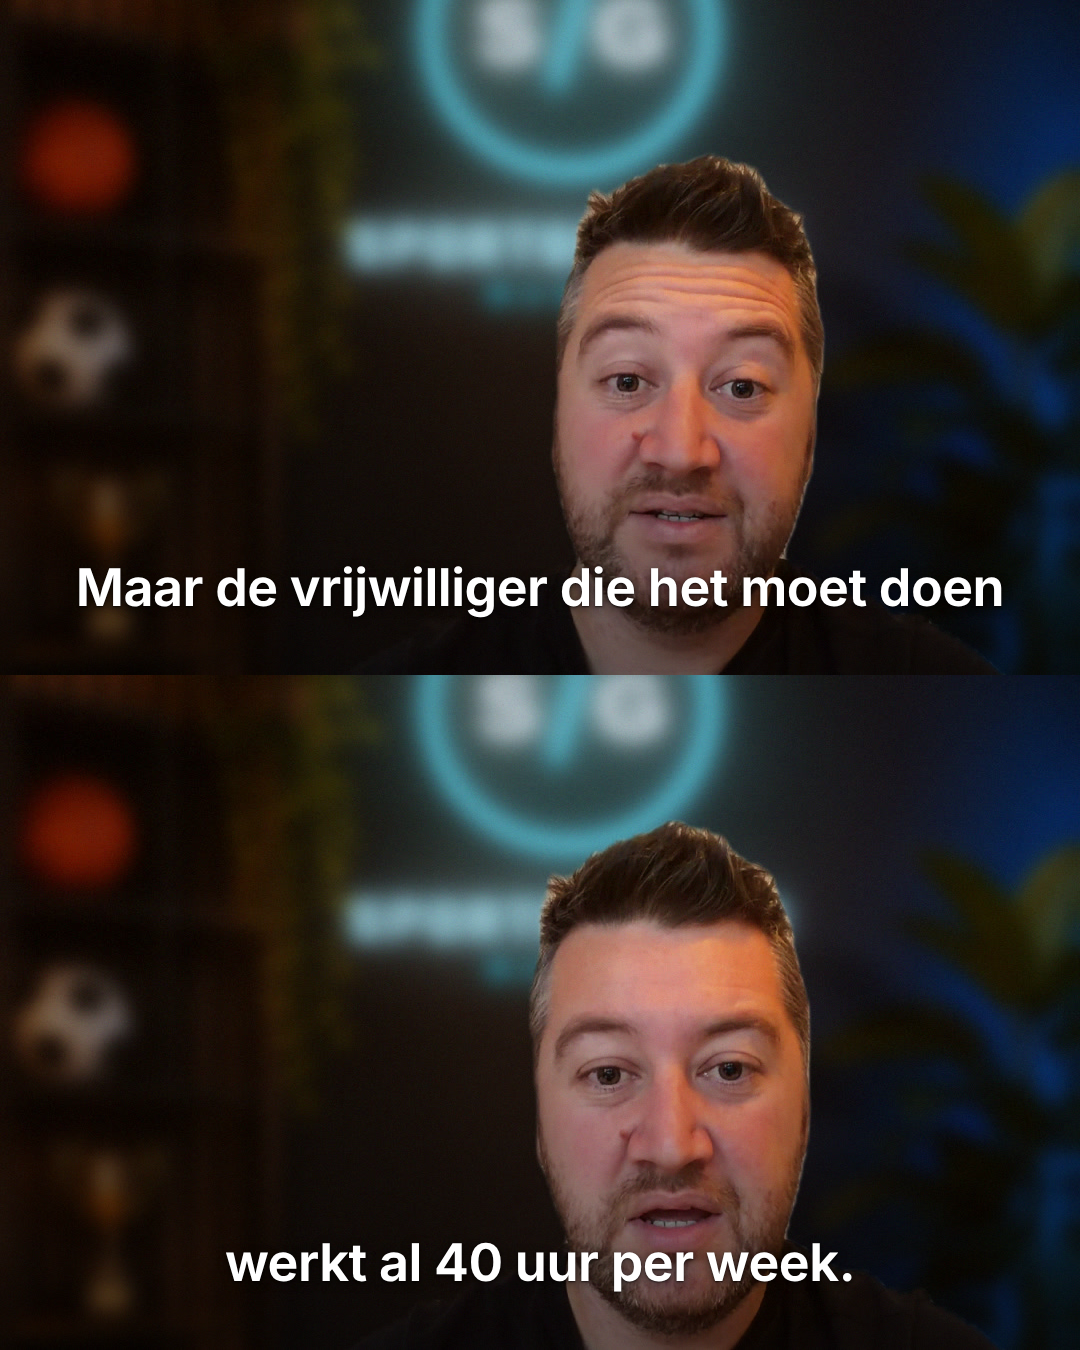 S/G
Maar de vrijwilliger die het moet doen
S/G
werkt al 40 uur per week.